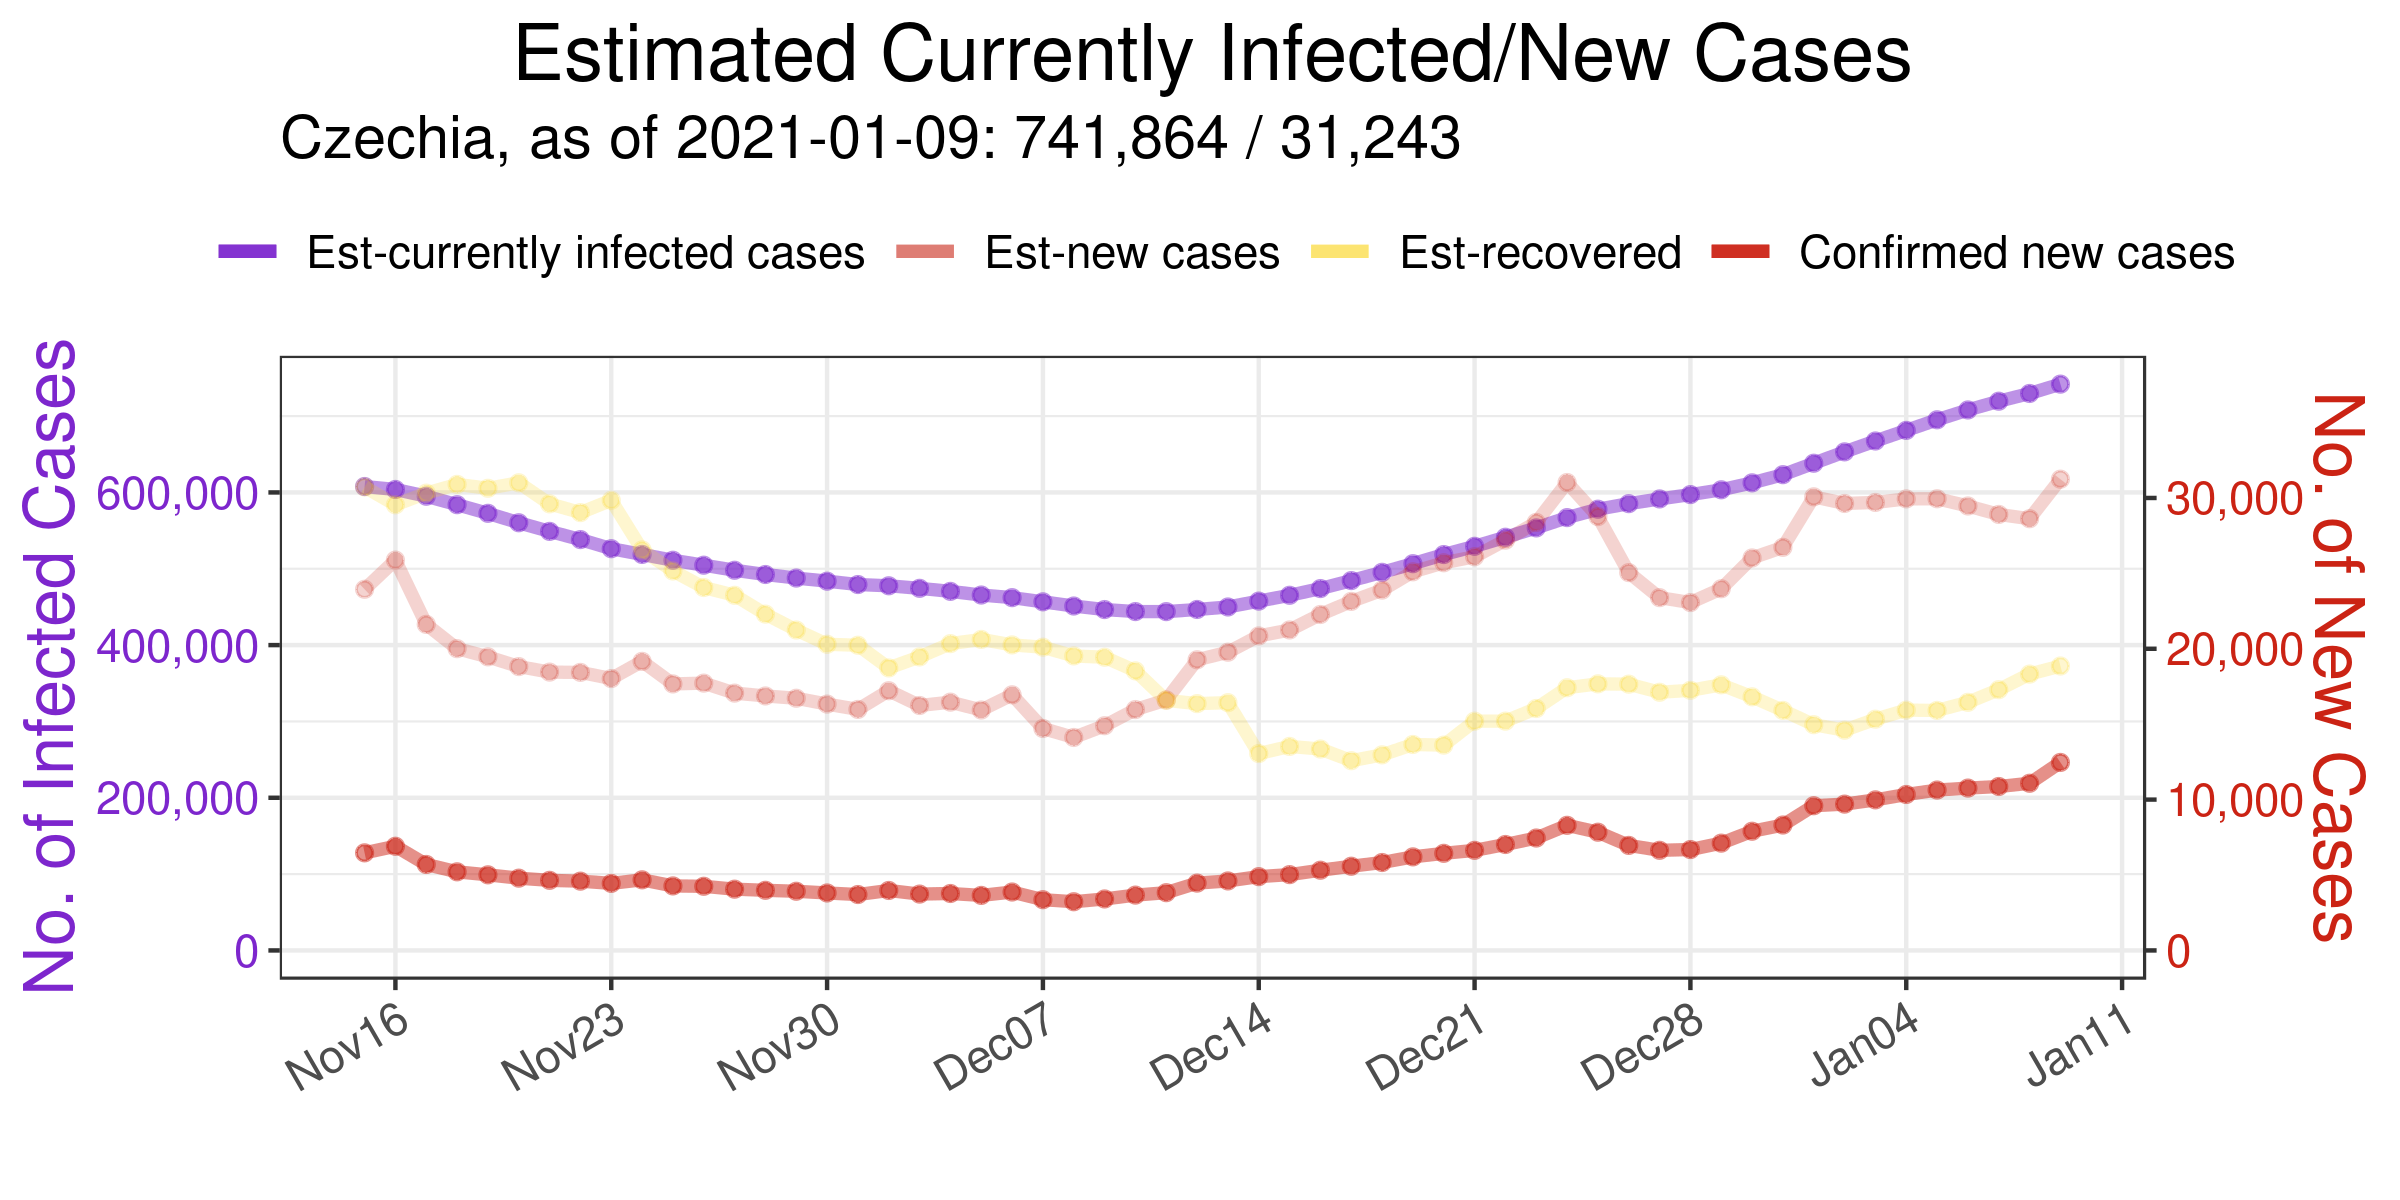 Estimated Currently Infected/New Cases
Czechia, as of 2021-01-09: 741,864 / 31,243
Est-currently infected cases Est-new cases Est-recovered Confirmed new cases
No. of Infected Cases
600,000
400,000
200,000
0
30,000
20,000
10,000
0
No. of New Cases
Nov16 Nov23 Nov30 Dec07 Dec14 Dec21 Dec28 Jan04 Jan11